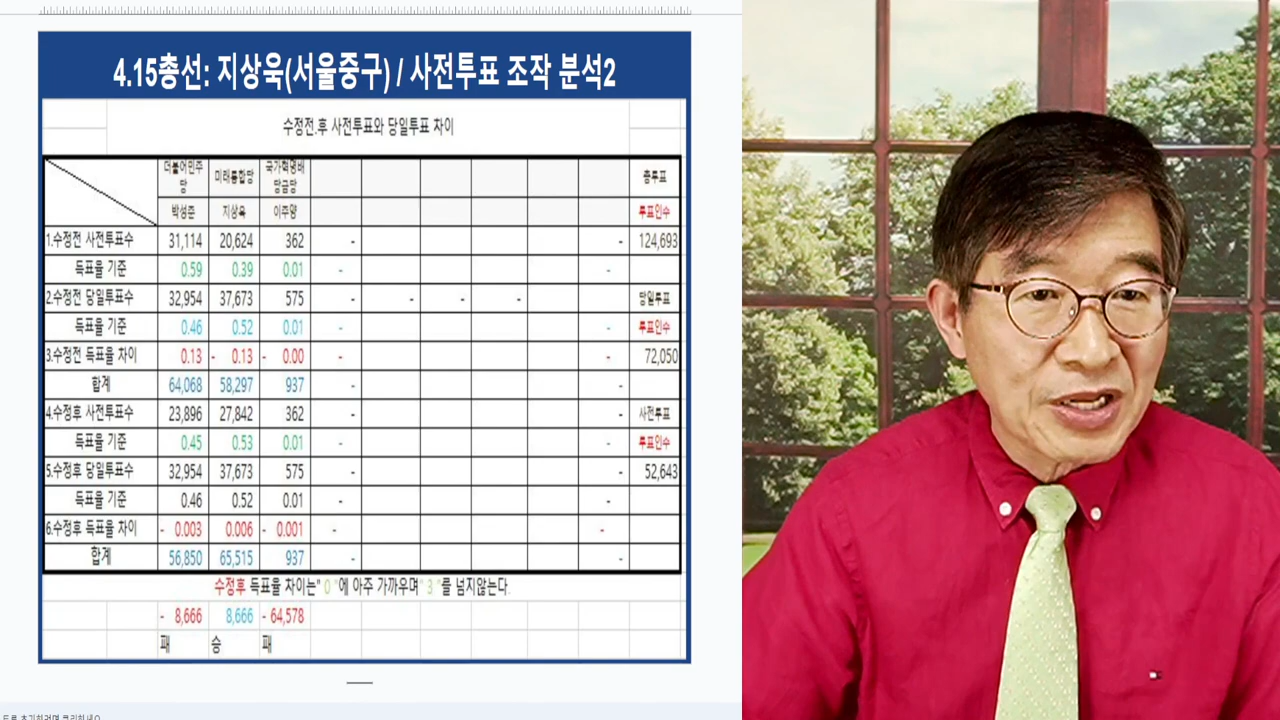 4.15총선: 지상욱(서울중구) / 사전투표 조작 분석2
수정전.후 사전투표와 당일투표 차이
더불어민주당 미래통합당 국가혁명배당금당 총투표
박성준 지상욱 이주양 투표인수
1.수정전 사전투표수 31,114 20,624 362 - - 124,693
득표율 기준 0.59 0.39 0.01 - -
2.수정전 당일투표수 32,954 37,673 575 - - - - - 당일투표
득표율 기준 0.46 0.52 0.01 - - 투표인수
3.수정전 득표율 차이 0.13 - 0.13 - 0.00 - - 72,050
합계 64,068 58,297 937 - -
4.수정후 사전투표수 23,896 27,842 362 - - 사전투표
득표율 기준 0.45 0.53 0.01 - - 투표인수
5.수정후 당일투표수 32,954 37,673 575 - - 52,643
득표율 기준 0.46 0.52 0.01 - -
6.수정후 득표율 차이 - 0.003 0.006 - 0.001 - -
합계 56,850 65,515 937 - -
수정후 득표율 차이는" 0 "에 아주 가까우며" 3 "를 넘지않는다.
- 8,666 8,666 - 64,578
패 승 패